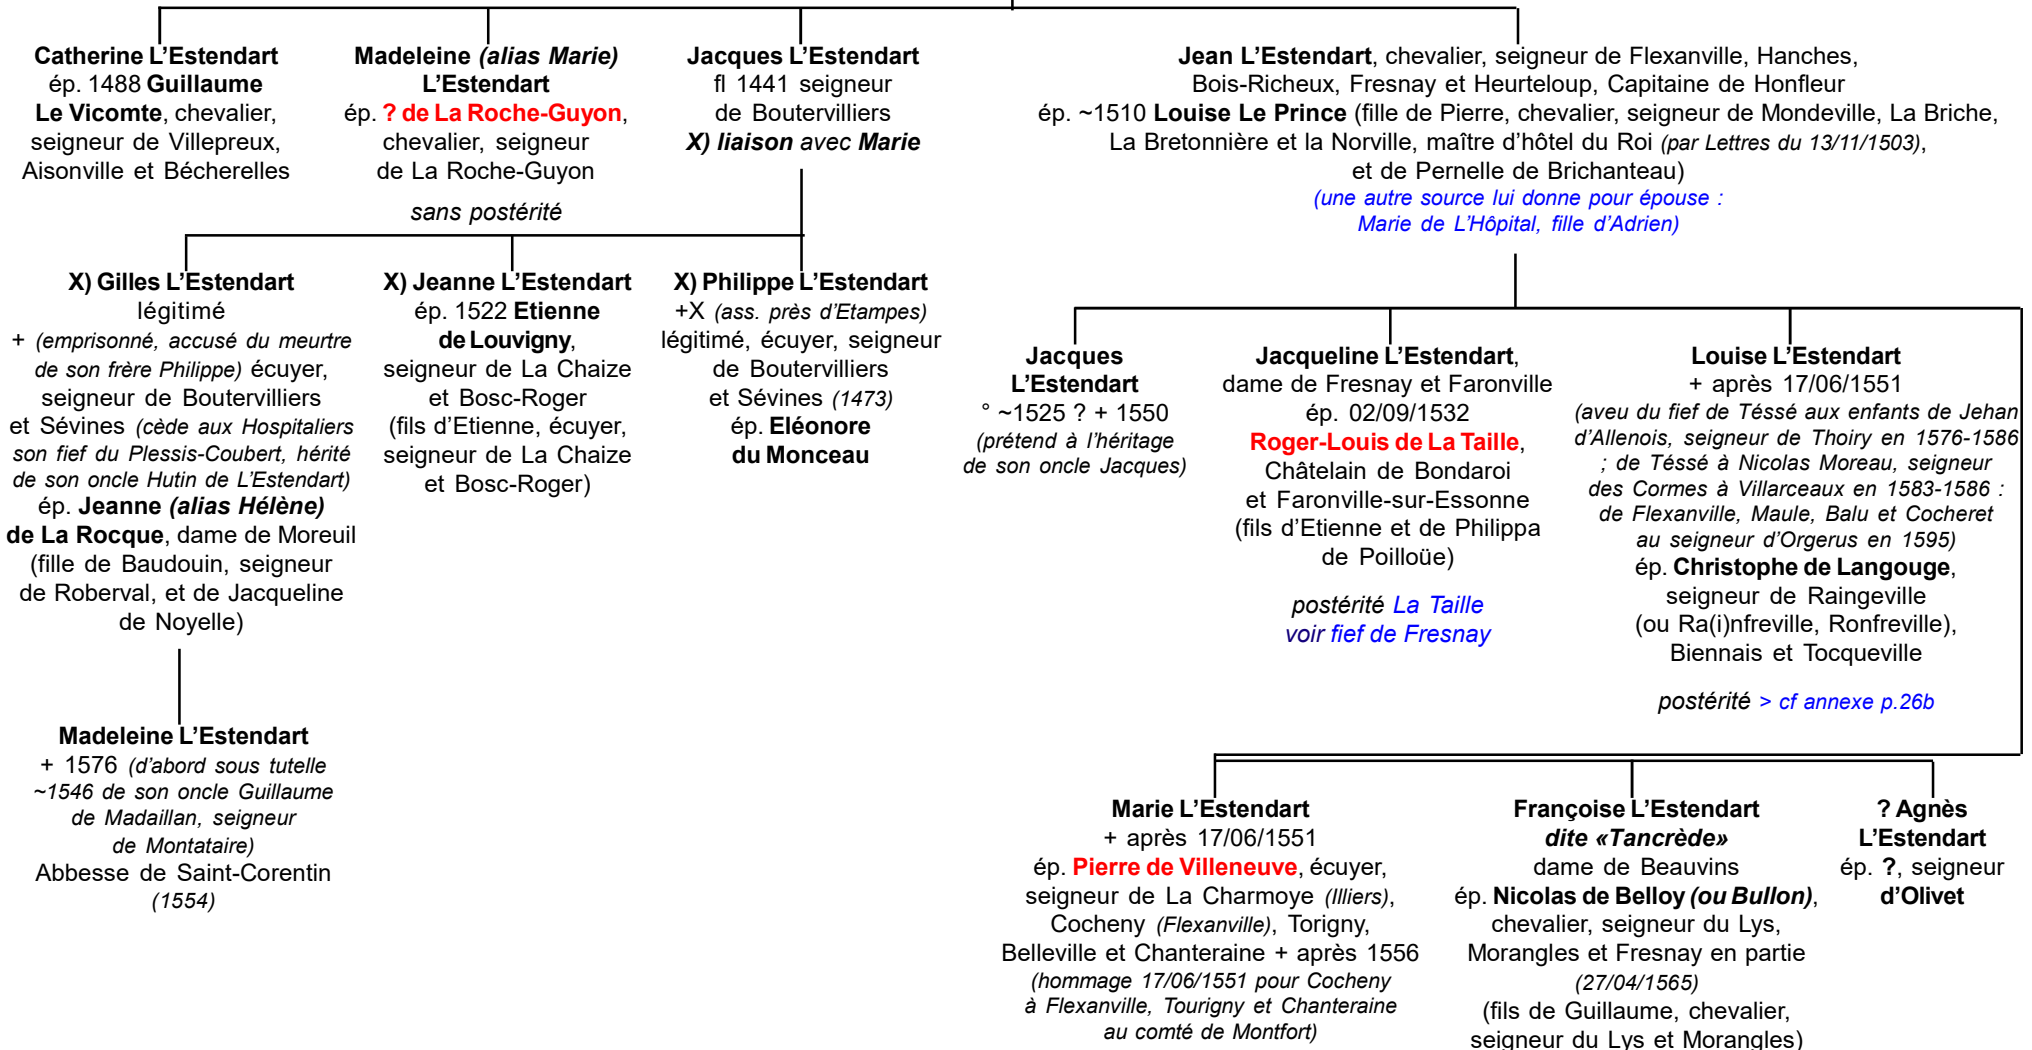 Catherine L’Estendart
ép. 1488 Guillaume
Le Vicomte, chevalier,
seigneur de Villepreux,
Aisonville et Bécherelles
Madeleine (alias Marie)
L’Estendart
ép. ? de La Roche-Guyon,
chevalier, seigneur
de La Roche-Guyon
sans postérité
Jacques L’Estendart
fl 1441 seigneur
de Boutervilliers
X) liaison avec Marie
Jean L’Estendart, chevalier, seigneur de Flexanville, Hanches,
Bois-Richeux, Fresnay et Heurteloup, Capitaine de Honfleur
ép. ~1510 Louise Le Prince (fille de Pierre, chevalier, seigneur de Mondeville, La Briche,
La Bretonnière et la Norville, maître d’hôtel du Roi (par Lettres du 13/11/1503),
et de Pernelle de Brichanteau)
(une autre source lui donne pour épouse :
Marie de L’Hôpital, fille d’Adrien)
X) Gilles L’Estendart
légitimé
+ (emprisonné, accusé du meurtre
de son frère Philippe) écuyer,
seigneur de Boutervilliers
et Sévines (cède aux Hospitaliers
son fief du Plessis-Coubert, hérité
de son oncle Hutin de L’Estendart)
ép. Jeanne (alias Hélène)
de La Rocque, dame de Moreuil
(fille de Baudouin, seigneur
de Roberval, et de Jacqueline
de Noyelle)
X) Jeanne L’Estendart
ép. 1522 Etienne
de Louvigny,
seigneur de La Chaize
et Bosc-Roger
(fils d’Etienne, écuyer,
seigneur de La Chaize
et Bosc-Roger)
X) Philippe L’Estendart
+X (ass. près d’Etampes)
légitimé, écuyer, seigneur
de Boutervilliers
et Sévines (1473)
ép. Eléonore
du Monceau
Jacques
L’Estendart
° ~1525 ? + 1550
(prétend à l’héritage
de son oncle Jacques)
Jacqueline L’Estendart,
dame de Fresnay et Faronville
ép. 02/09/1532
Roger-Louis de La Taille,
Châtelain de Bondaroi
et Faronville-sur-Essonne
(fils d’Etienne et de Philippa
de Poilloüe)
postérité La Taille
voir fief de Fresnay
Louise L’Estendart
+ après 17/06/1551
(aveu du fief de Téssé aux enfants de Jehan
d’Allenois, seigneur de Thoiry en 1576-1586
; de Téssé à Nicolas Moreau, seigneur
des Cormes à Villarceaux en 1583-1586 :
de Flexanville, Maule, Balu et Cocheret
au seigneur d’Orgerus en 1595)
ép. Christophe de Langouge,
seigneur de Raingeville
(ou Ra(i)nfreville, Ronfreville),
Biennais et Tocqueville
postérité > cf annexe p.26b
Madeleine L’Estendart
+ 1576 (d’abord sous tutelle
~1546 de son oncle Guillaume
de Madaillan, seigneur
de Montataire)
Abbesse de Saint-Corentin
(1554)
Marie L’Estendart
+ après 17/06/1551
ép. Pierre de Villeneuve, écuyer,
seigneur de La Charmoye (Illiers),
Cocheny (Flexanville), Torigny,
Belleville et Chanteraine + après 1556
(hommage 17/06/1551 pour Cocheny
à Flexanville, Tourigny et Chanteraine
au comté de Montfort)
Françoise L’Estendart
dite «Tancrède»
dame de Beauvins
ép. Nicolas de Belloy (ou Bullon),
chevalier, seigneur du Lys,
Morangles et Fresnay en partie
(27/04/1565)
(fils de Guillaume, chevalier,
seigneur du Lys et Morangles)
? Agnès
L’Estendart
ép. ?, seigneur
d’Olivet